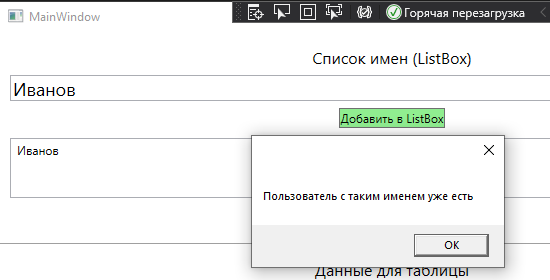 MainWindow
Горячая перезагрузка
Список имен (ListBox)
Иванов
Добавить в ListBox
Иванов
Пользователь с таким именем уже есть
OK
Данные для таблицы